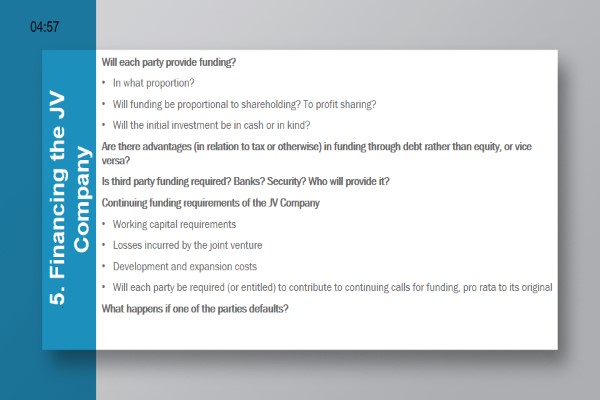 04:57
5. Financing the JV
Company
Will each party provide funding?
• In what proportion?
• Will funding be proportional to shareholding? To profit sharing?
• Will the initial investment be in cash or in kind?
Are there advantages (in relation to tax or otherwise) in funding through debt rather than equity, or vice
versa?
Is third party funding required? Banks? Security? Who will provide it?
Continuing funding requirements of the JV Company
• Working capital requirements
• Losses incurred by the joint venture
• Development and expansion costs
• Will each party be required (or entitled) to contribute to continuing calls for funding, pro rata to its original
What happens if one of the parties defaults?